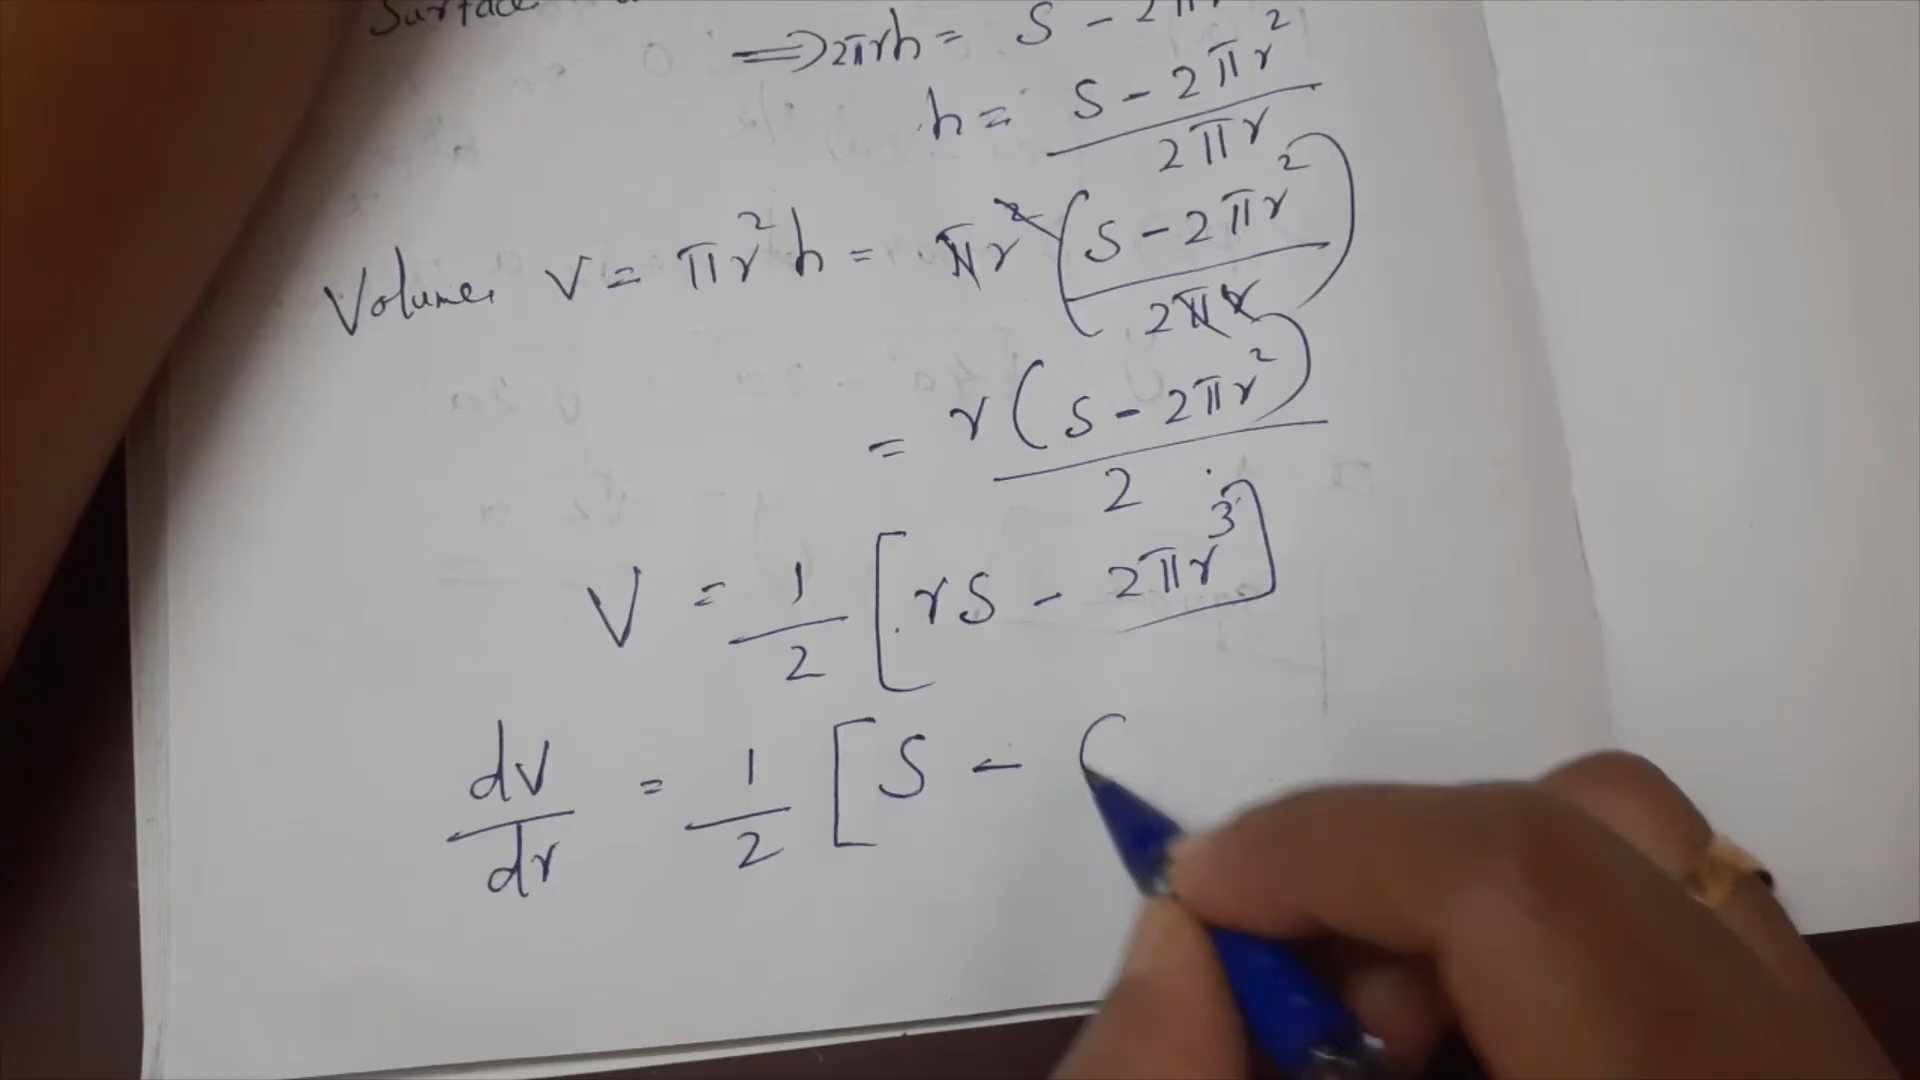 Surface
⟹ 2πrh = S - 2π
h = (S - 2πr²)/(2πr)
Volume, V = πr²h = πr² ((S - 2πr²)/(2πr))
= r(S - 2πr²)/2
V = 1/2 [rS - 2πr³]
dV/dr = 1/2 [S -